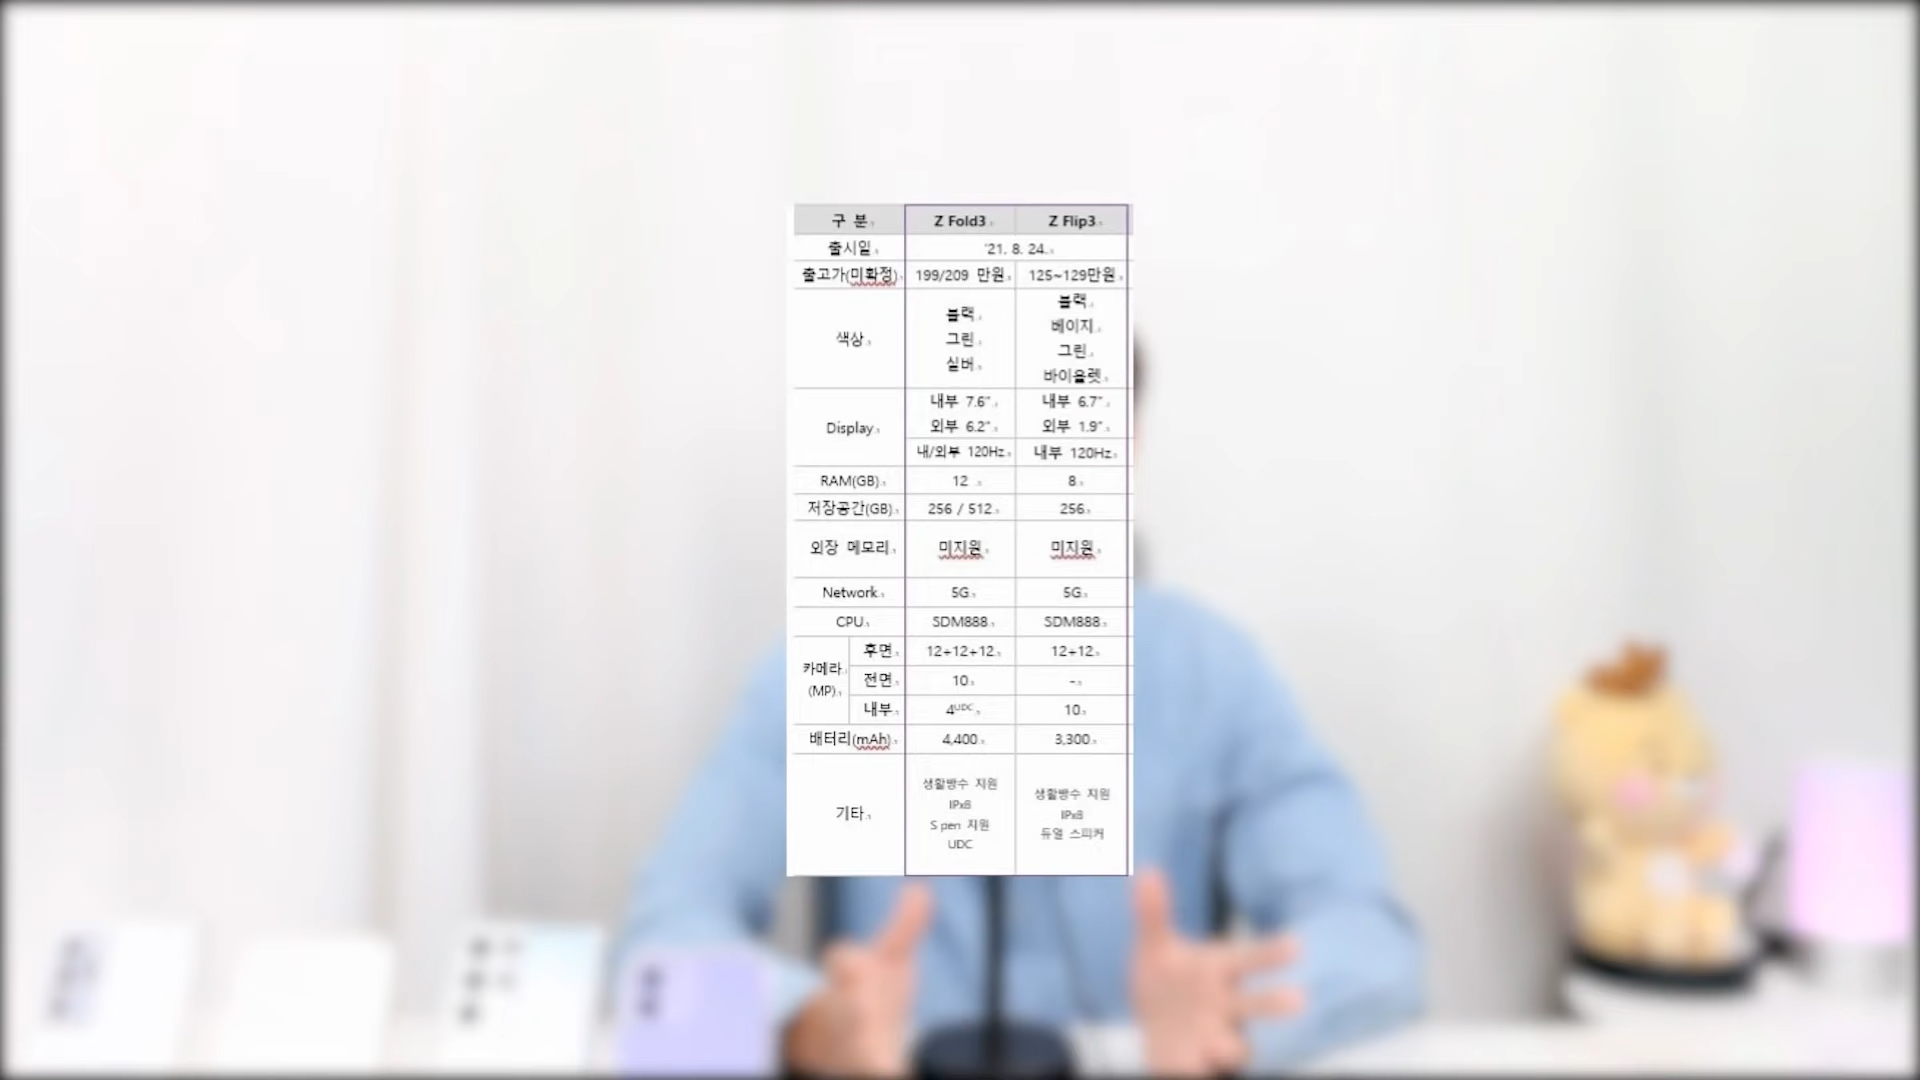 구 분 Z Fold3 Z Flip3
출시일 '21. 8. 24.
출고가(미확정) 199/209 만원 125~129만원
색상
블랙
그린
실버
블랙
베이지
그린
바이올렛
Display
내부 7.6"
외부 6.2"
내/외부 120Hz
내부 6.7"
외부 1.9"
내부 120Hz
RAM(GB) 12 8
저장공간(GB) 256 / 512 256
외장 메모리 미지원 미지원
Network 5G 5G
CPU SDM888 SDM888
카메라
(MP)
후면 12+12+12 12+12
전면 10 -
내부 4UDC 10
배터리(mAh) 4,400 3,300
기타
생활방수 지원
IPx8
S pen 지원
UDC
생활방수 지원
IPx8
듀얼 스피커